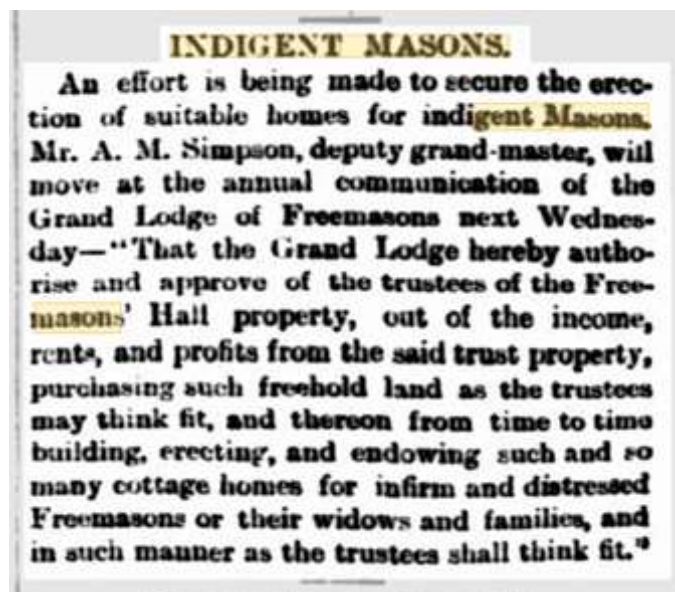 INDIGENT MASONS.
An effort is being made to secure the erec-
tion of suitable homes for indigent Masons.
Mr. A. M. Simpson, deputy grand-master, will
move at the annual communication of the
Grand Lodge of Freemasons next Wednes-
day—"That the Grand Lodge hereby autho-
rise and approve of the trustees of the Free-
masons' Hall property, out of the income,
rents, and profits from the said trust property,
purchasing such freehold land as the trustees
may think fit, and thereon from time to time
building, erecting, and endowing such and so
many cottage homes for infirm and distressed
Freemasons or their widows and families, and
in such manner as the trustees shall think fit."